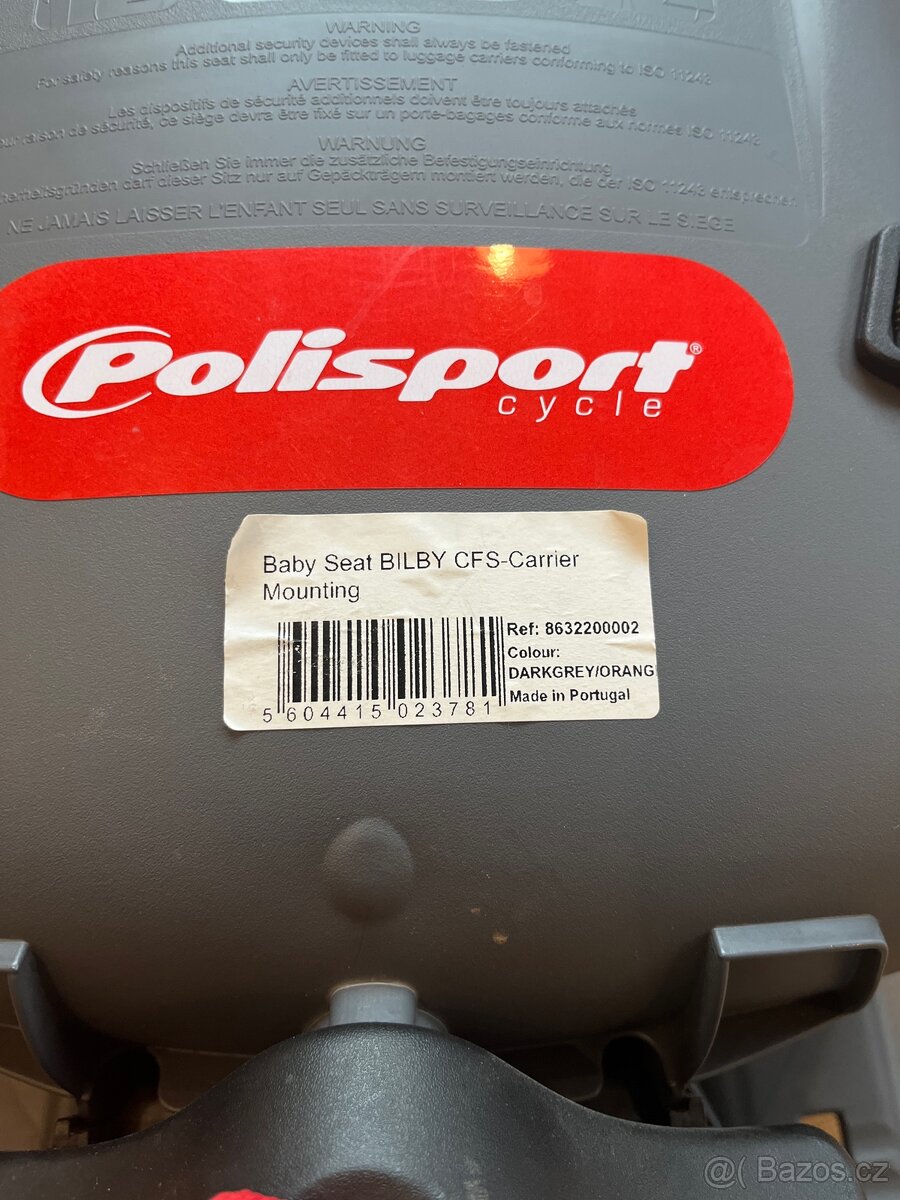 WARNING
Additional security devices shall always be fastened
For safety reasons this seat shall only be fitted to luggage carriers conforming to ISO 11243
AVERTISSEMENT
Les dispositifs de sécurité additionnels doivent être toujours attachés
our raison de sécurité, ce siège devra être fixé sur un porte-bagages conforme aux normes ISO 11243
WARNUNG
Schließen Sie immer die zusätzliche Befestigungseinrichtung
herheitsgründen darf dieser Sitz nur auf Gepäckträgern montiert werden, die der ISO 11243 entsprechen
NE JAMAIS LAISSER L'ENFANT SEUL SANS SURVEILLANCE SUR LE SIEGE
Polisport®
cycle
Baby Seat BILBY CFS-Carrier
Mounting
Ref: 8632200002
Colour:
DARKGREY/ORANG
Made in Portugal
5 604415 023781
@( Bazos.cz